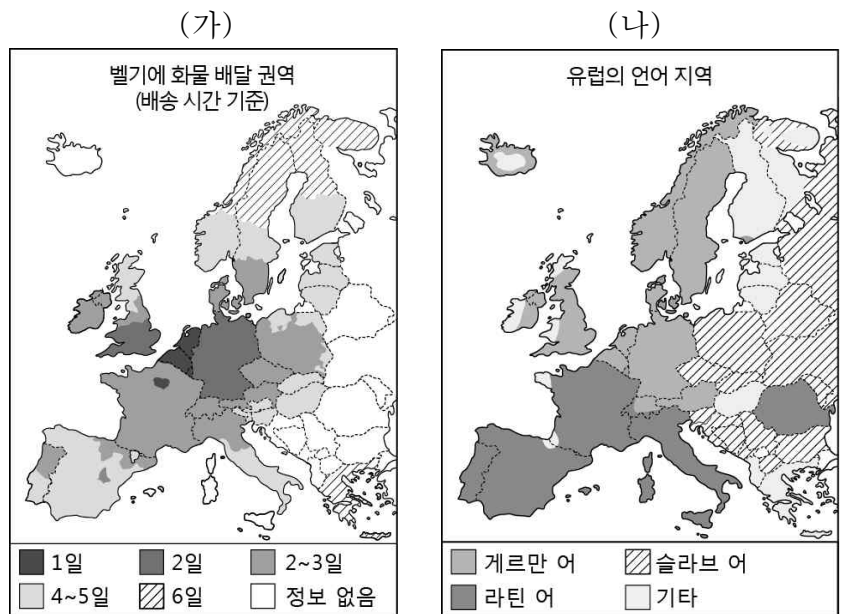 (가)
벨기에 화물 배달 권역
(배송 시간 기준)
1일
2일
2~3일
4~5일
6일
정보 없음
(나)
유럽의 언어 지역
게르만 어
슬라브 어
라틴 어
기타